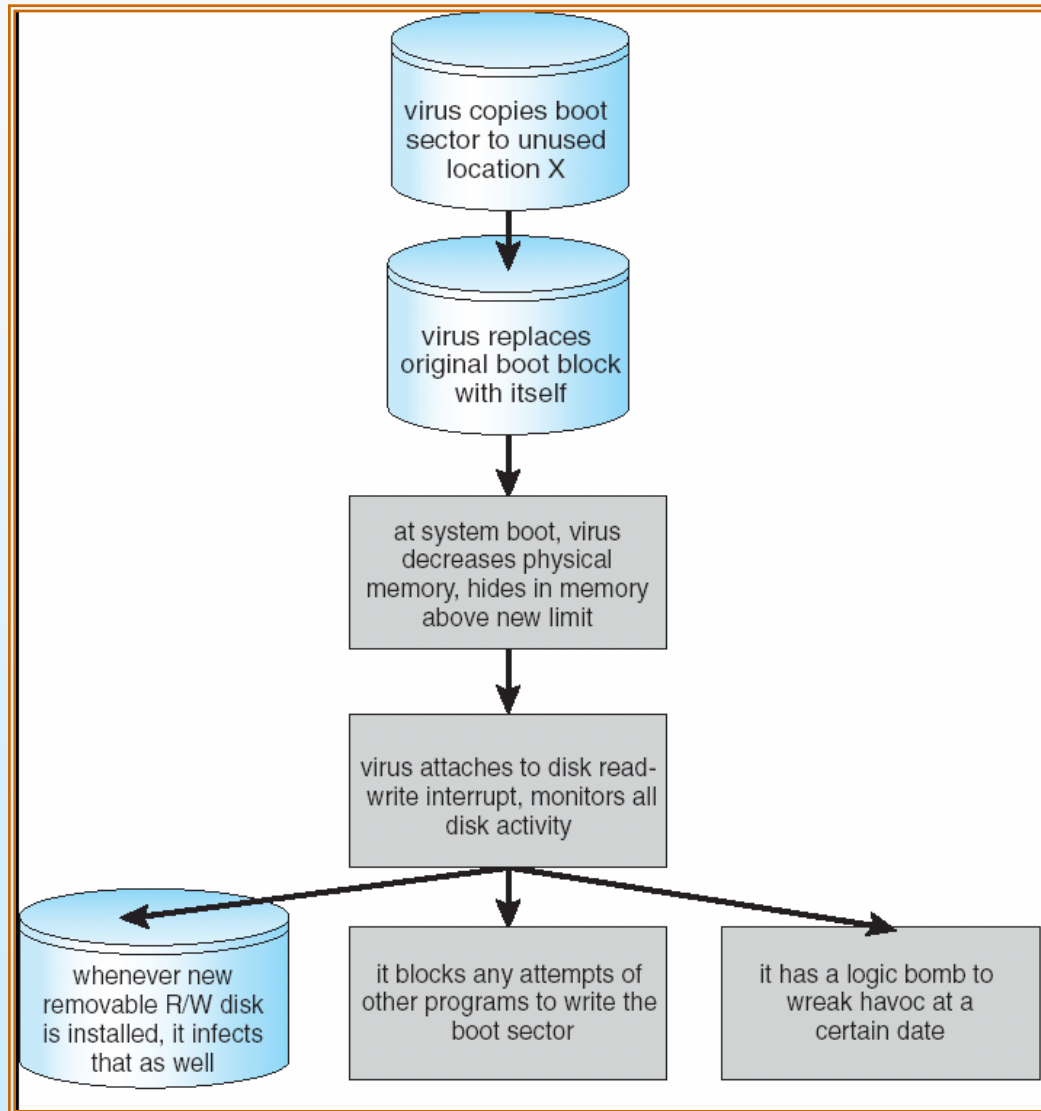 virus copies boot
sector to unused
location X
virus replaces
original boot block
with itself
at system boot, virus
decreases physical
memory, hides in memory
above new limit
virus attaches to disk read-
write interrupt, monitors all
disk activity
whenever new
removable R/W disk
is installed, it infects
that as well
it blocks any attempts of
other programs to write the
boot sector
it has a logic bomb to
wreak havoc at a
certain date